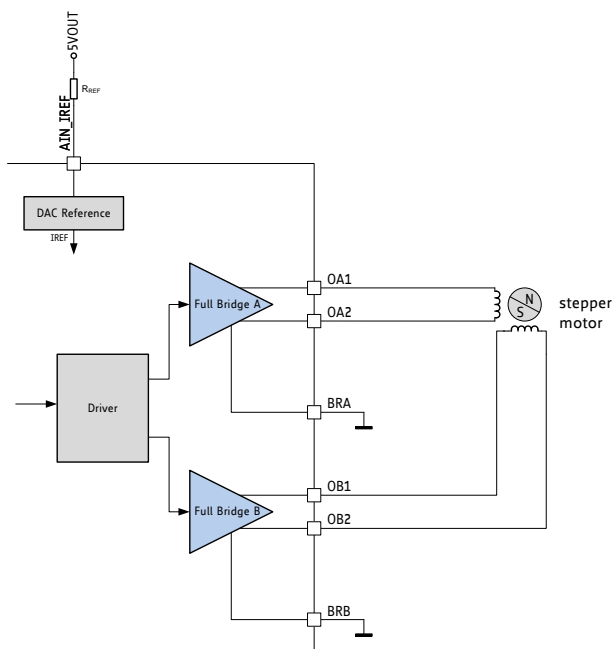 5VOUT
RREF
AIN_IREF
DAC Reference
IREF
OA1
Full Bridge A
OA2
N
S
stepper
motor
BRA
Driver
OB1
Full Bridge B
OB2
BRB